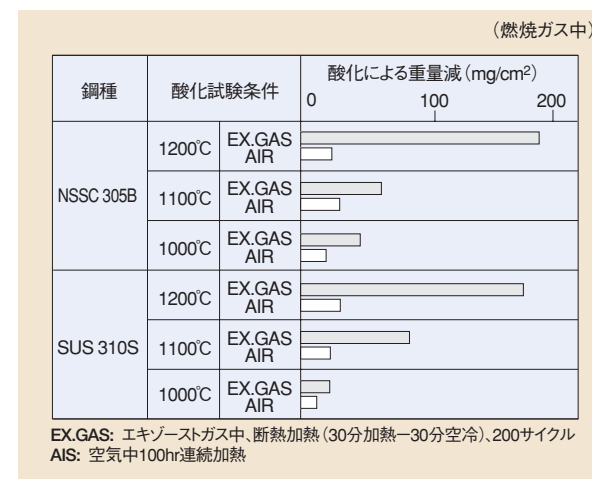 (燃焼ガス中)
鋼種 酸化試験条件 酸化による重量減(mg/cm²)
0 100 200
NSSC 305B 1200℃ EX.GAS
AIR
1100℃ EX.GAS
AIR
1000℃ EX.GAS
AIR
SUS 310S 1200℃ EX.GAS
AIR
1100℃ EX.GAS
AIR
1000℃ EX.GAS
AIR
EX.GAS: エキゾーストガス中、断熱加熱(30分加熱ー30分空冷)、200サイクル
AIS: 空気中100hr連続加熱